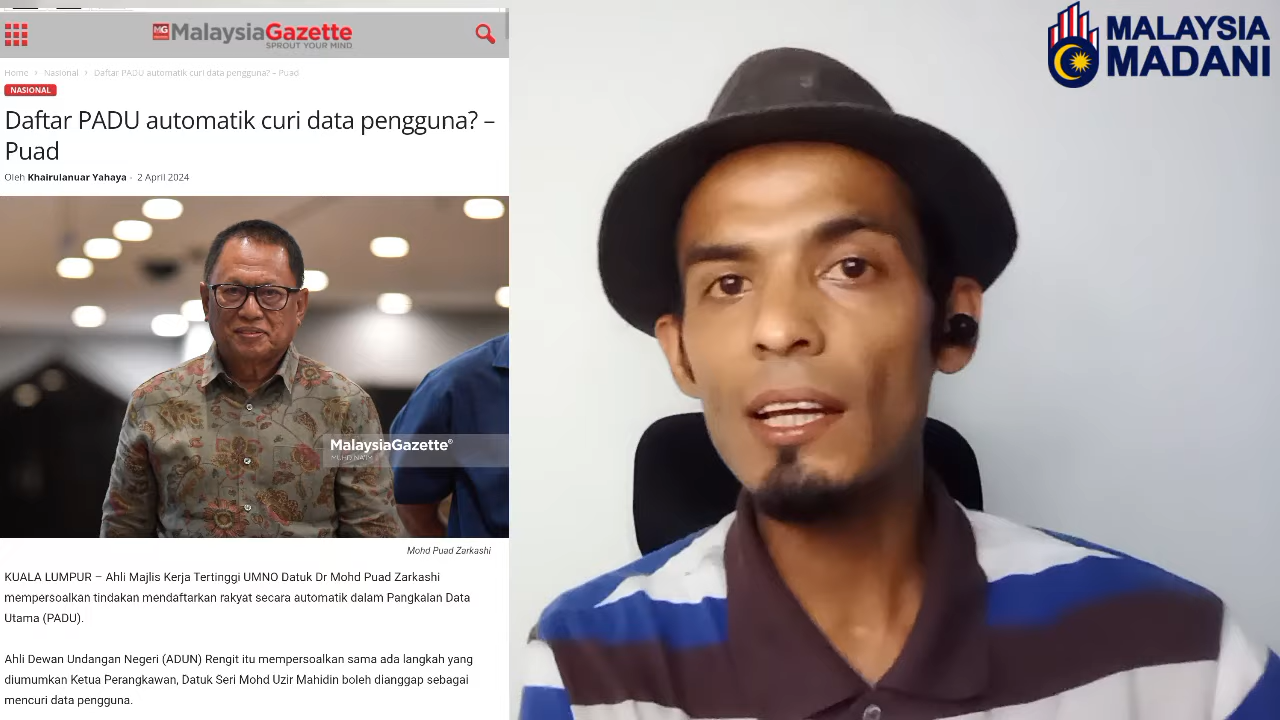 MG MalaysiaGazette
SPROUT YOUR MIND
Home > Nasional > Daftar PADU automatik curi data pengguna? – Puad
NASIONAL
Daftar PADU automatik curi data pengguna? –
Puad
Oleh Khairulanuar Yahaya - 2 April 2024
MalaysiaGazette®
MUHD NA'IM
Mohd Puad Zarkashi
KUALA LUMPUR – Ahli Majlis Kerja Tertinggi UMNO Datuk Dr Mohd Puad Zarkashi
mempersoalkan tindakan mendaftarkan rakyat secara automatik dalam Pangkalan Data
Utama (PADU).
Ahli Dewan Undangan Negeri (ADUN) Rengit itu mempersoalkan sama ada langkah yang
diumumkan Ketua Perangkawan, Datuk Seri Mohd Uzir Mahidin boleh dianggap sebagai
mencuri data pengguna.
MALAYSIA
MADANI